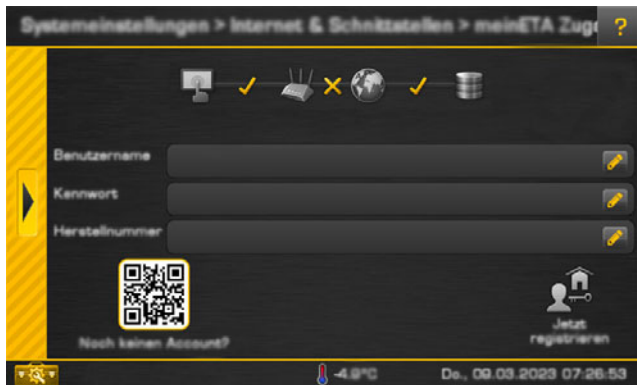 Systemeinstellungen > Internet & Schnittstellen > meinETA Zug
?
Benutzername
Kennwort
Herstellnummer
Noch keinen Account?
Jetzt
registrieren
-4.9°C
Do., 09.03.2023 07:26:53